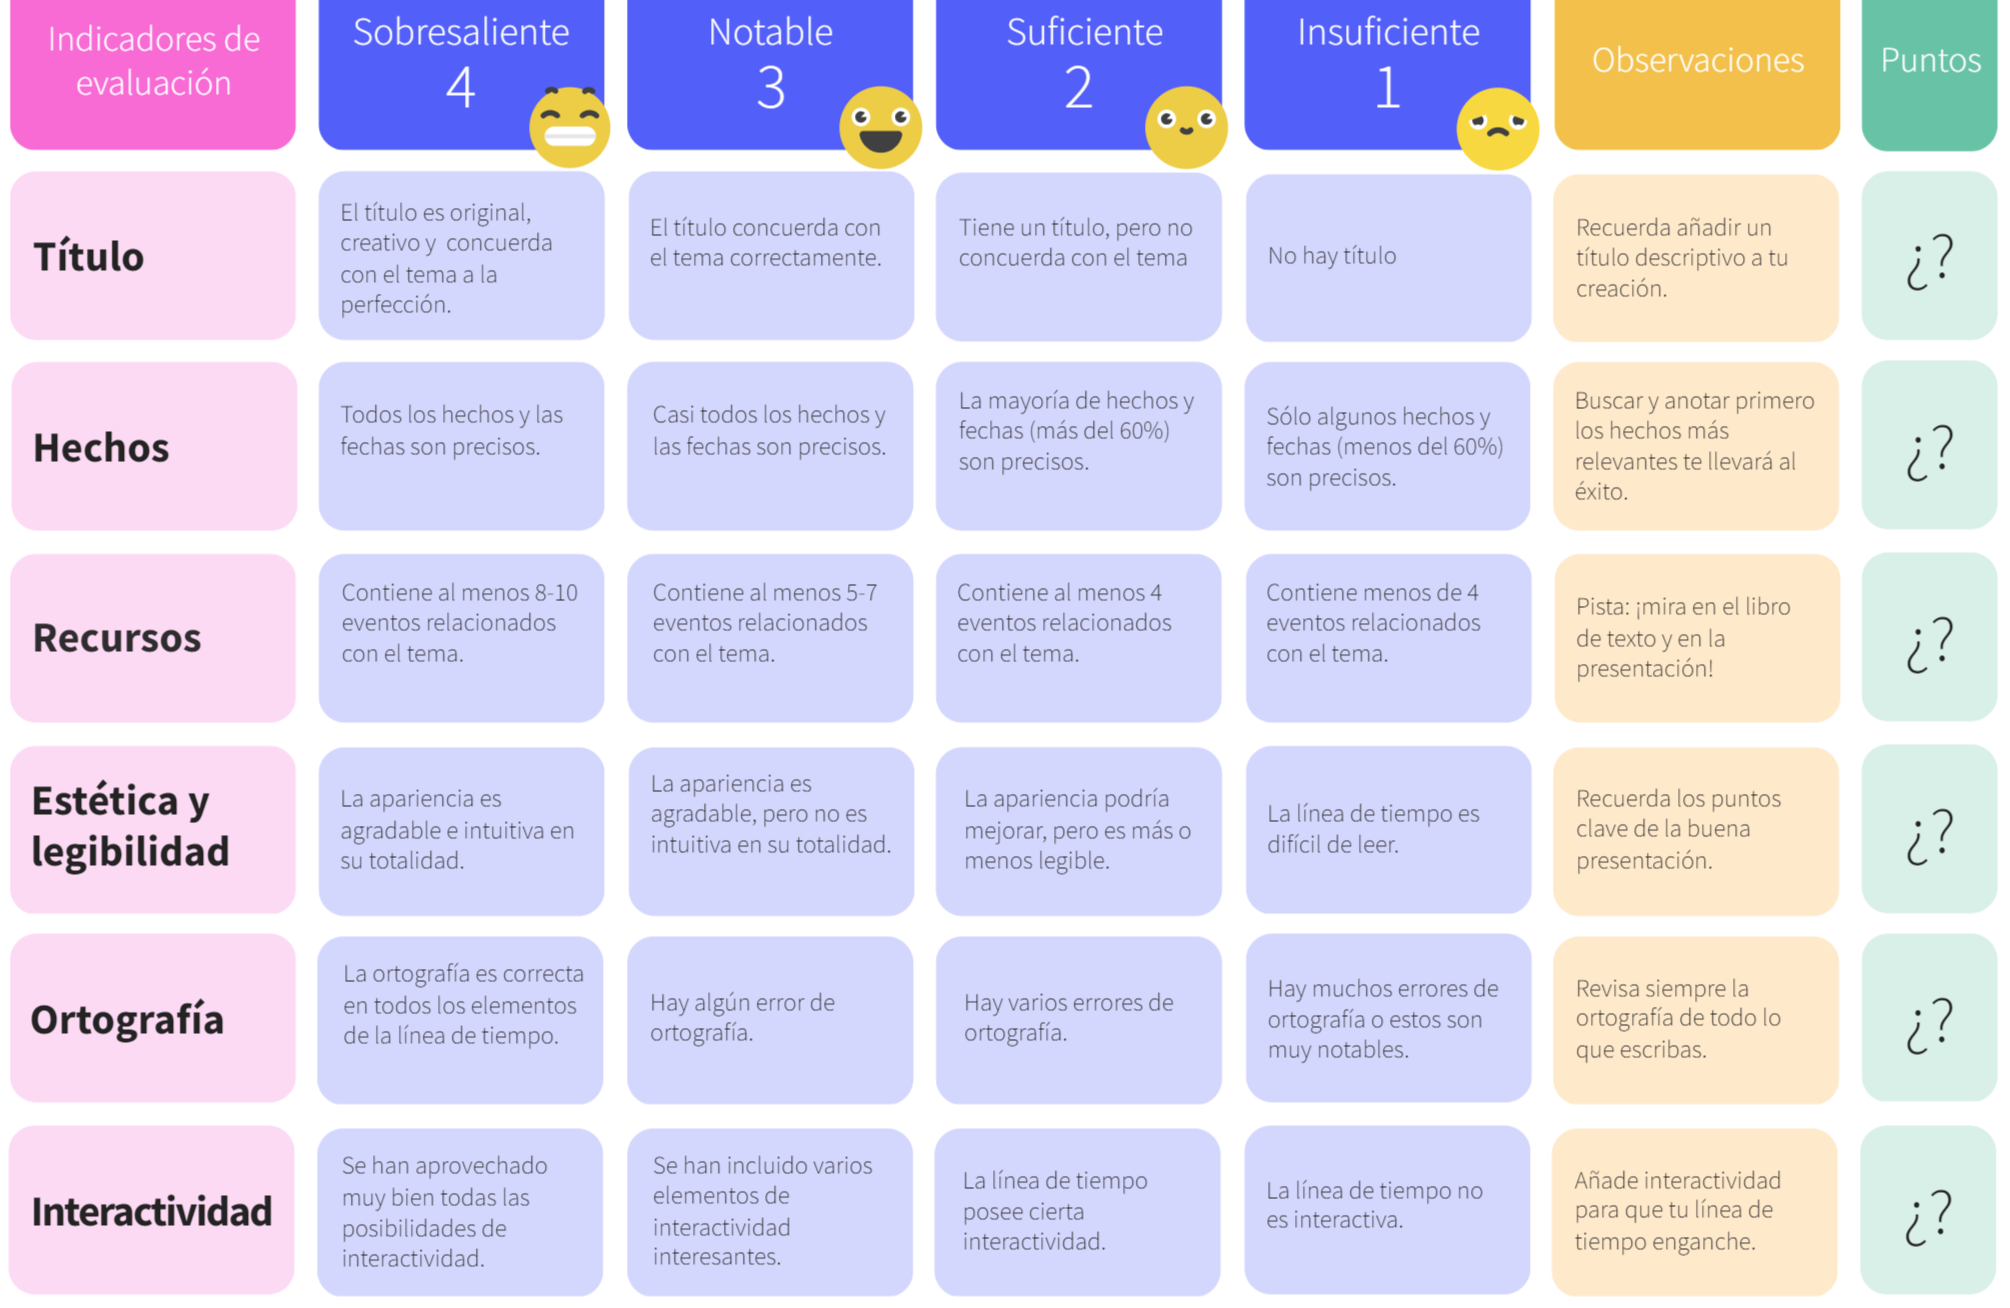 Indicadores de
evaluación
Sobresaliente
4
Notable
3
Suficiente
2
Insuficiente
1
Observaciones
Puntos
Título
El título es original,
creativo y concuerda
con el tema a la
perfección.
El título concuerda con
el tema correctamente.
Tiene un título, pero no
concuerda con el tema
No hay título
Recuerda añadir un
título descriptivo a tu
creación.
¿?
Hechos
Todos los hechos y las
fechas son precisos.
Casi todos los hechos y
las fechas son precisos.
La mayoría de hechos y
fechas (más del 60%)
son precisos.
Sólo algunos hechos y
fechas (menos del 60%)
son precisos.
Buscar y anotar primero
los hechos más
relevantes te llevará al
éxito.
¿?
Recursos
Contiene al menos 8-10
eventos relacionados
con el tema.
Contiene al menos 5-7
eventos relacionados
con el tema.
Contiene al menos 4
eventos relacionados
con el tema.
Contiene menos de 4
eventos relacionados
con el tema.
Pista: ¡mira en el libro
de texto y en la
presentación!
¿?
Estética y
legibilidad
La apariencia es
agradable e intuitiva en
su totalidad.
La apariencia es
agradable, pero no es
intuitiva en su totalidad.
La apariencia podría
mejorar, pero es más o
menos legible.
La línea de tiempo es
difícil de leer.
Recuerda los puntos
clave de la buena
presentación.
¿?
Ortografía
La ortografía es correcta
en todos los elementos
de la línea de tiempo.
Hay algún error de
ortografía.
Hay varios errores de
ortografía.
Hay muchos errores de
ortografía o estos son
muy notables.
Revisa siempre la
ortografía de todo lo
que escribas.
¿?
Interactividad
Se han aprovechado
muy bien todas las
posibilidades de
interactividad.
Se han incluido varios
elementos de
interactividad
interesantes.
La línea de tiempo
posee cierta
interactividad.
La línea de tiempo no
es interactiva.
Añade interactividad
para que tu línea de
tiempo enganche.
¿?